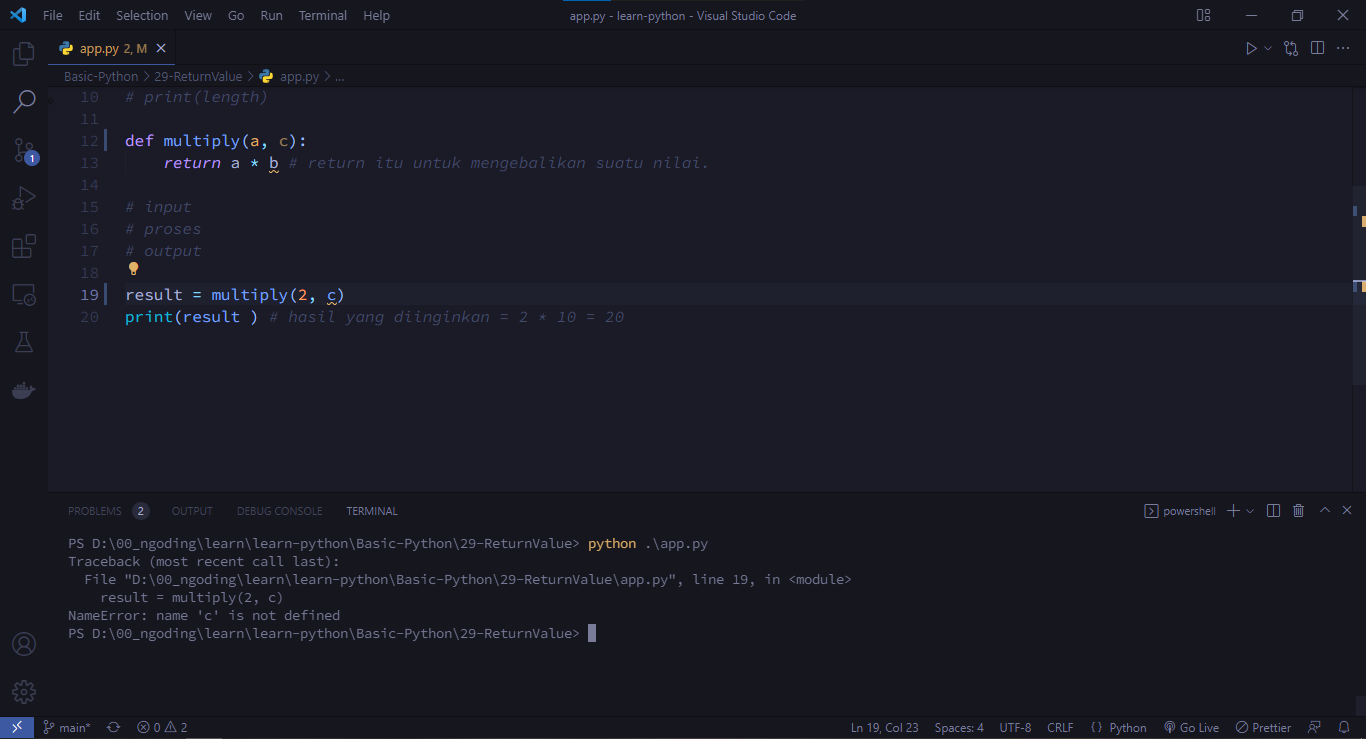 File Edit Selection View Go Run Terminal Help app.py - learn-python - Visual Studio Code
app.py 2, M
Basic-Python > 29-ReturnValue > app.py > ...
10 # print(length)
11
12 def multiply(a, c):
13 return a * b # return itu untuk mengebalikan suatu nilai.
14
15 # input
16 # proses
17 # output
18
19 result = multiply(2, c)
20 print(result ) # hasil yang diinginkan = 2 * 10 = 20
1
PROBLEMS 2 OUTPUT DEBUG CONSOLE TERMINAL powershell
PS D:\00_ngoding\learn\learn-python\Basic-Python\29-ReturnValue> python .\app.py
Traceback (most recent call last):
File "D:\00_ngoding\learn\learn-python\Basic-Python\29-ReturnValue\app.py", line 19, in <module>
result = multiply(2, c)
NameError: name 'c' is not defined
PS D:\00_ngoding\learn\learn-python\Basic-Python\29-ReturnValue>
main* 0 2 Ln 19, Col 23 Spaces: 4 UTF-8 CRLF {} Python Go Live Prettier